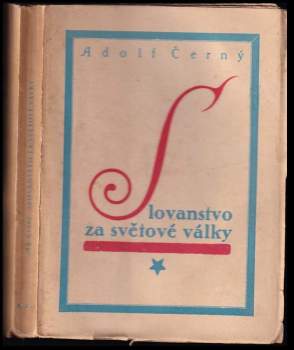 Adolf Černý
Slovanstvo
za světové války